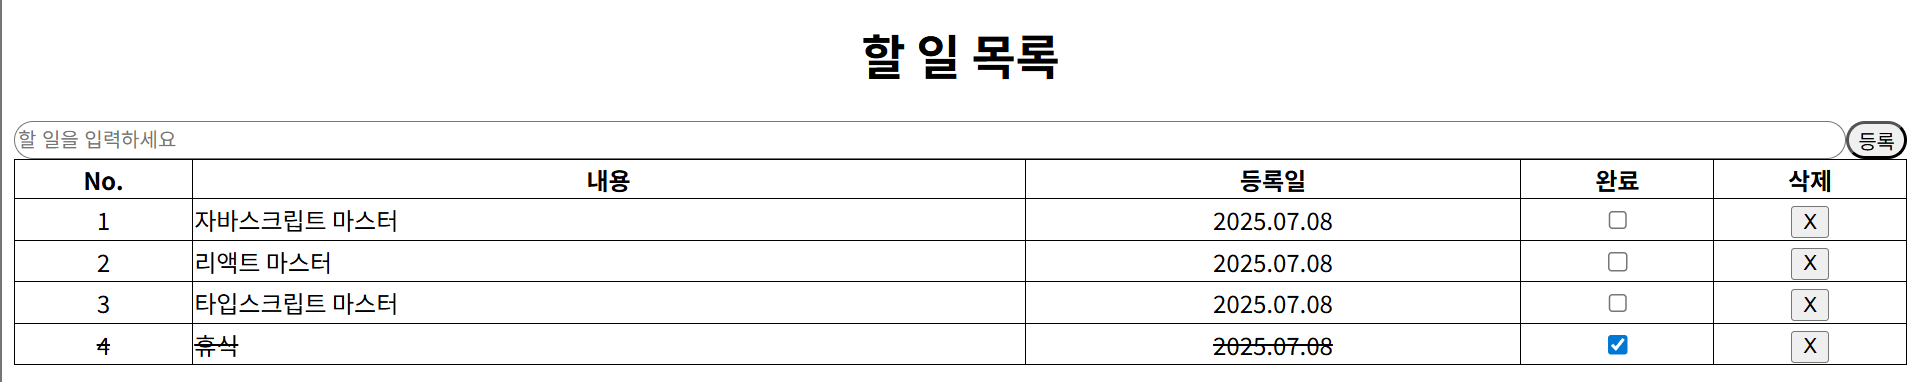 할 일 목록
할 일을 입력하세요 등록
No. 내용 등록일 완료 삭제
1 자바스크립트 마스터 2025.07.08 X
2 리액트 마스터 2025.07.08 X
3 타입스크립트 마스터 2025.07.08 X
4 휴식 2025.07.08 X